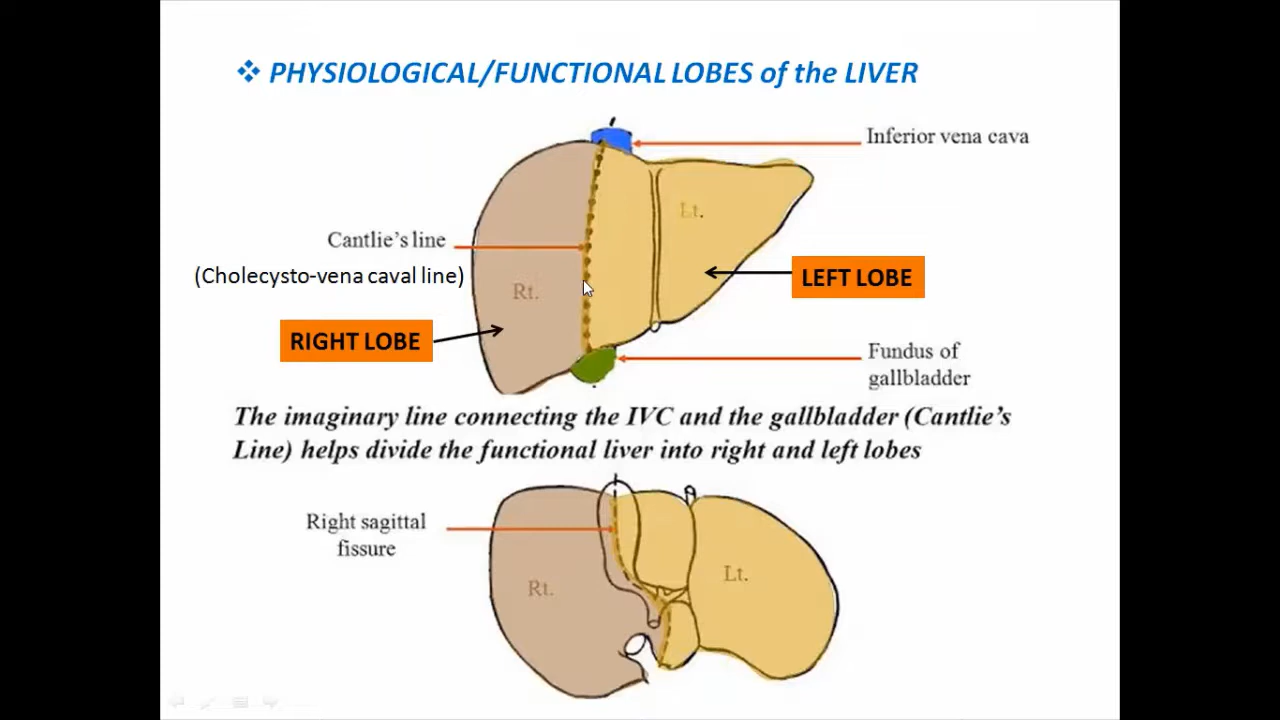 PHYSIOLOGICAL/FUNCTIONAL LOBES of the LIVER
Inferior vena cava
Lt.
Cantlie's line
(Cholecysto-vena caval line)
LEFT LOBE
Rt.
RIGHT LOBE
Fundus of
gallbladder
The imaginary line connecting the IVC and the gallbladder (Cantlie's
Line) helps divide the functional liver into right and left lobes
Right sagittal
fissure
Lt.
Rt.